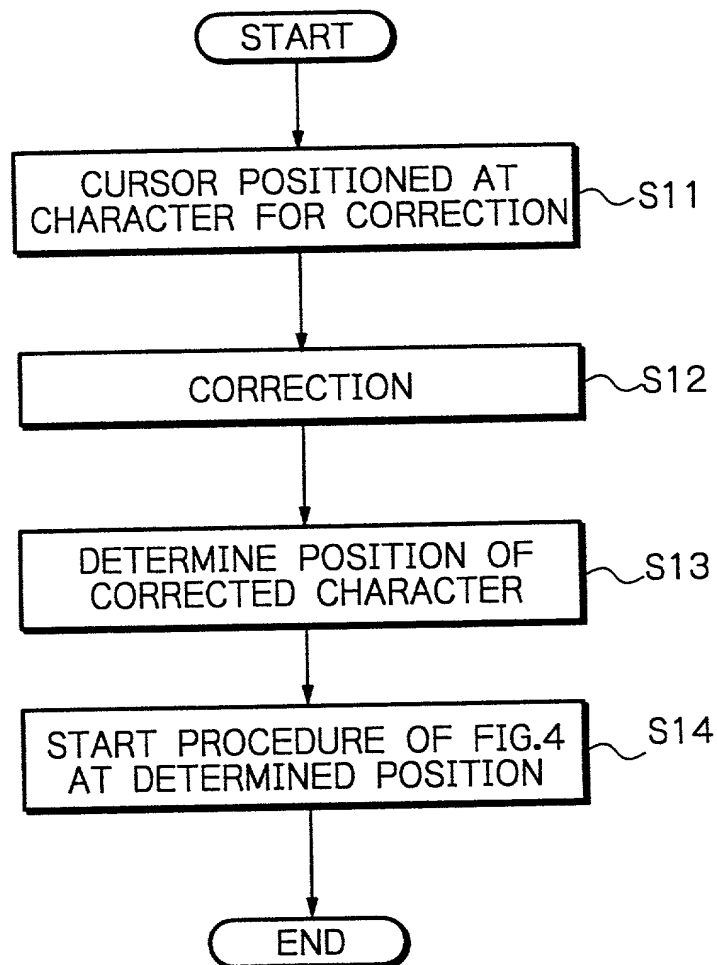 START
CURSOR POSITIONED AT
CHARACTER FOR CORRECTION
S11
CORRECTION
S12
DETERMINE POSITION OF
CORRECTED CHARACTER
S13
START PROCEDURE OF FIG.4
AT DETERMINED POSITION
S14
END